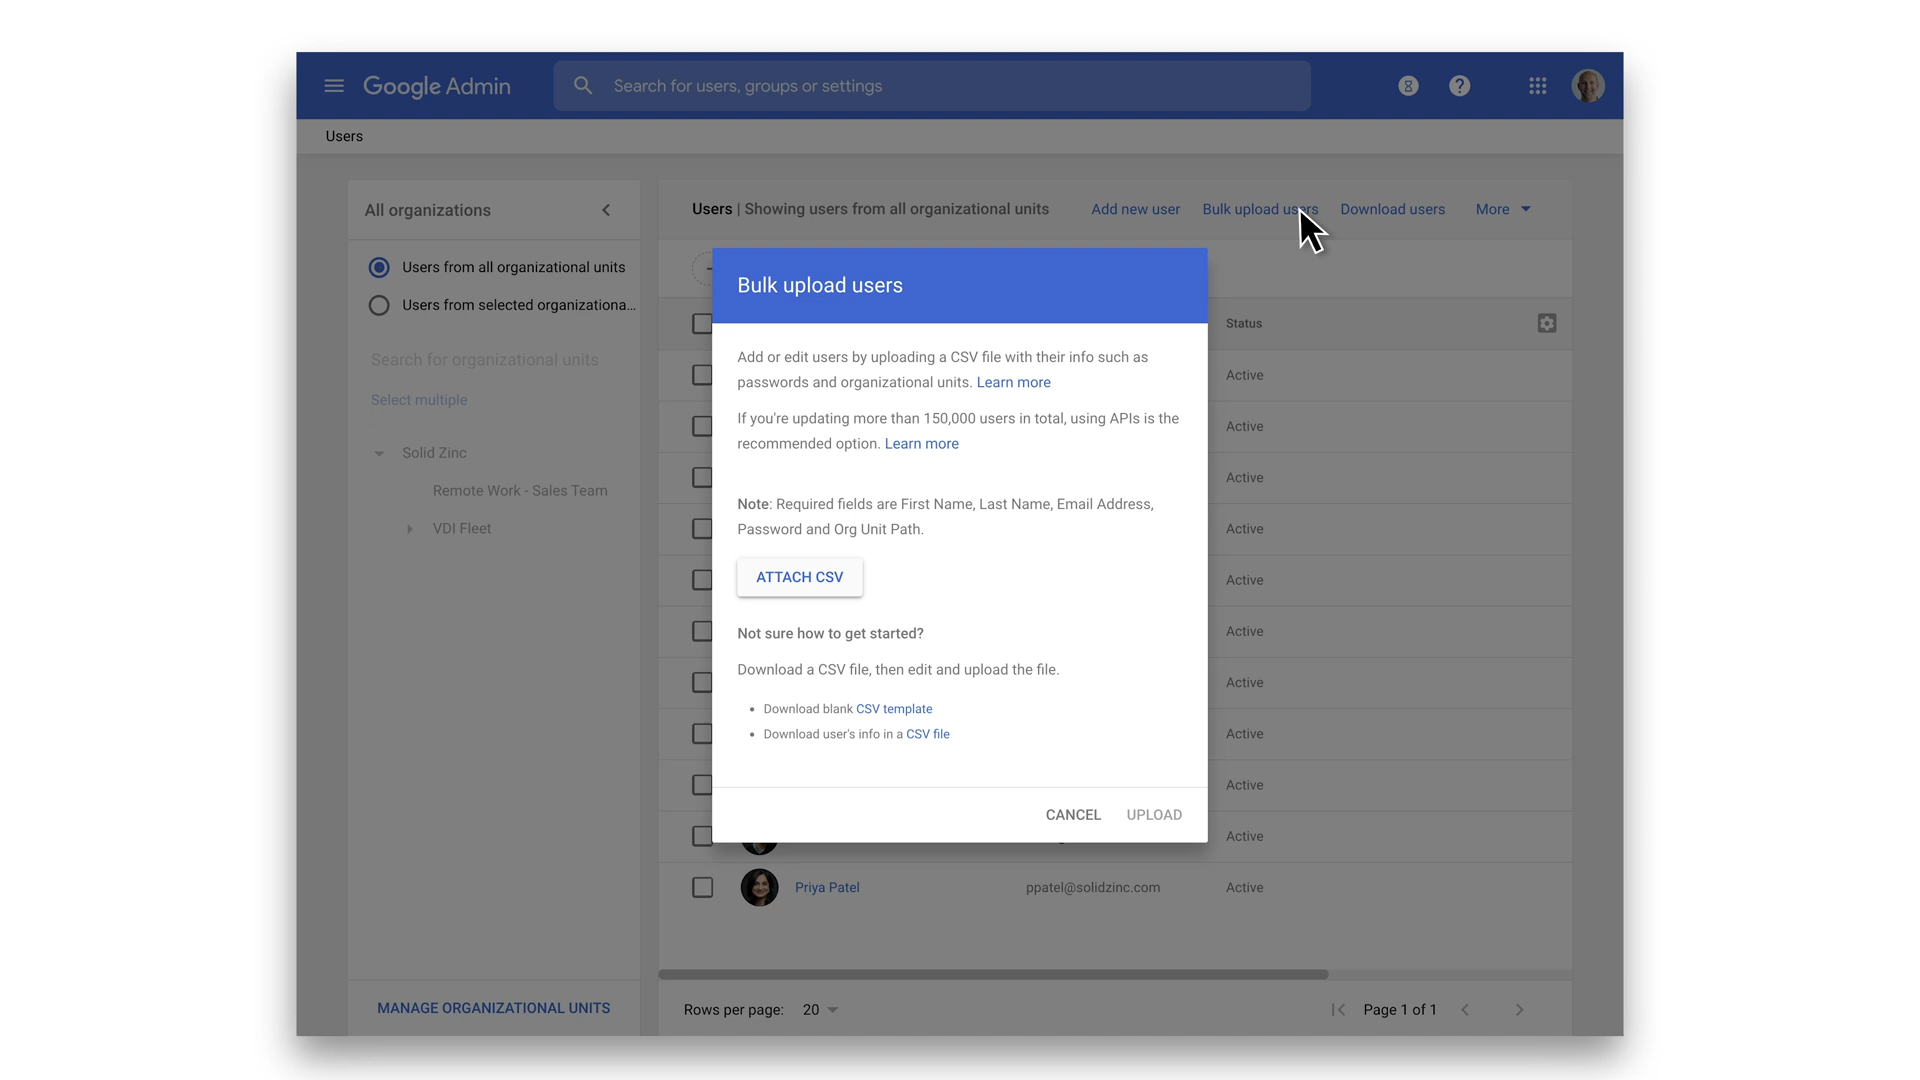 Google Admin
Search for users, groups or settings
Users
All organizations
Users from all organizational units
Users from selected organizationa...
Search for organizational units
Select multiple
Solid Zinc
Remote Work - Sales Team
VDI Fleet
MANAGE ORGANIZATIONAL UNITS
Users | Showing users from all organizational units
Add new user
Bulk upload users
Download users
More
Status
Active
Active
Active
Active
Active
Active
Active
Active
Active
Active
Priya Patel
ppatel@solidzinc.com
Active
Rows per page: 20
Page 1 of 1
Bulk upload users
Add or edit users by uploading a CSV file with their info such as
passwords and organizational units. Learn more
If you're updating more than 150,000 users in total, using APIs is the
recommended option. Learn more
Note: Required fields are First Name, Last Name, Email Address,
Password and Org Unit Path.
ATTACH CSV
Not sure how to get started?
Download a CSV file, then edit and upload the file.
• Download blank CSV template
• Download user's info in a CSV file
CANCEL
UPLOAD